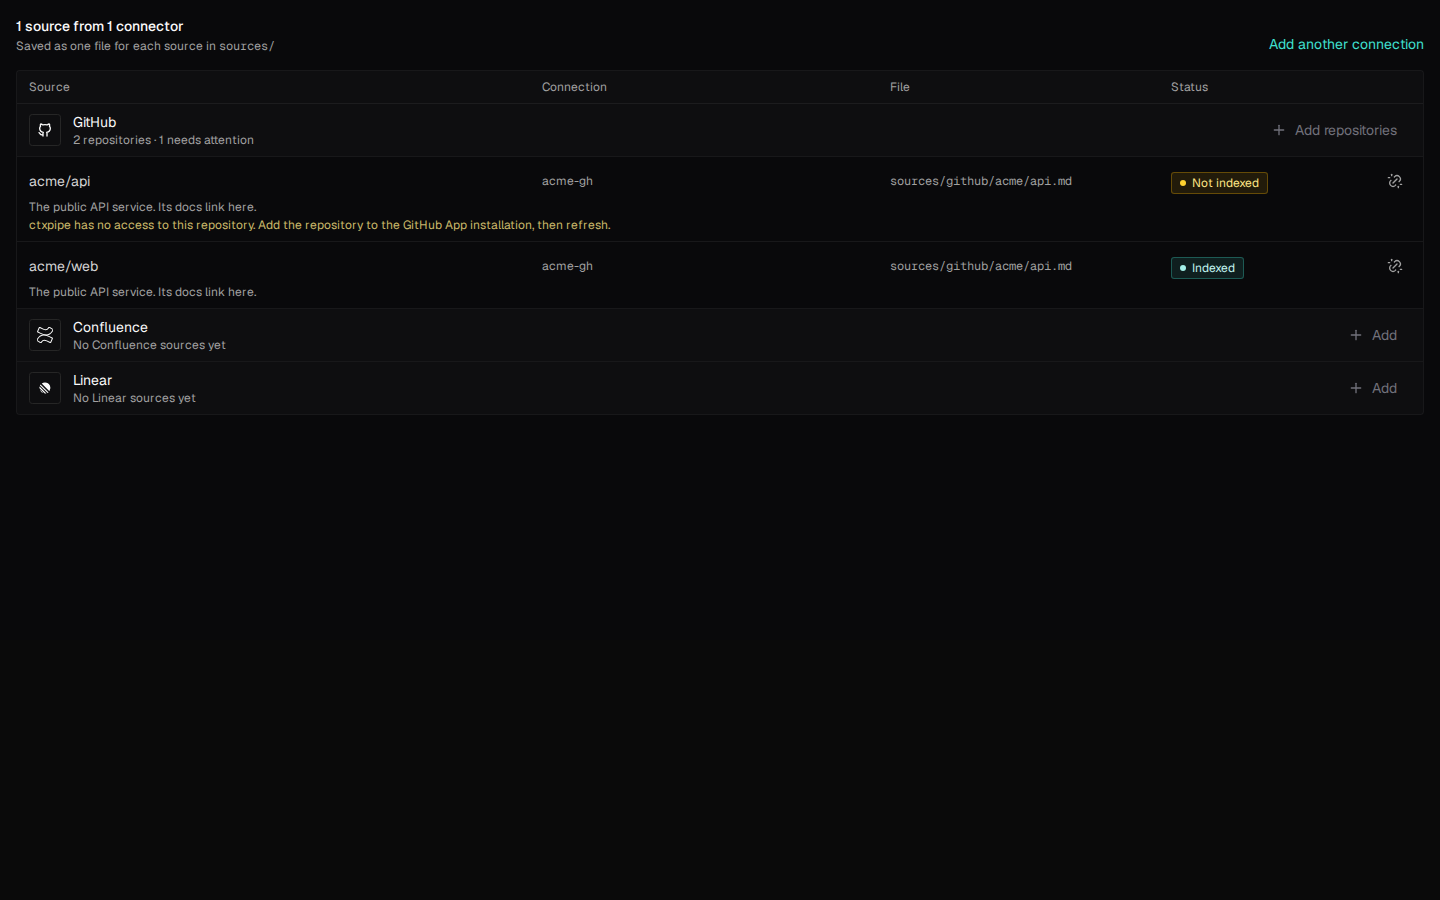 1 source from 1 connector
Saved as one file for each source in sources/
Add another connection
Source Connection File Status
GitHub
2 repositories · 1 needs attention
Add repositories
acme/api acme-gh sources/github/acme/api.md Not indexed
The public API service. Its docs link here.
ctxpipe has no access to this repository. Add the repository to the GitHub App installation, then refresh.
acme/web acme-gh sources/github/acme/api.md Indexed
The public API service. Its docs link here.
Confluence
No Confluence sources yet
Add
Linear
No Linear sources yet
Add